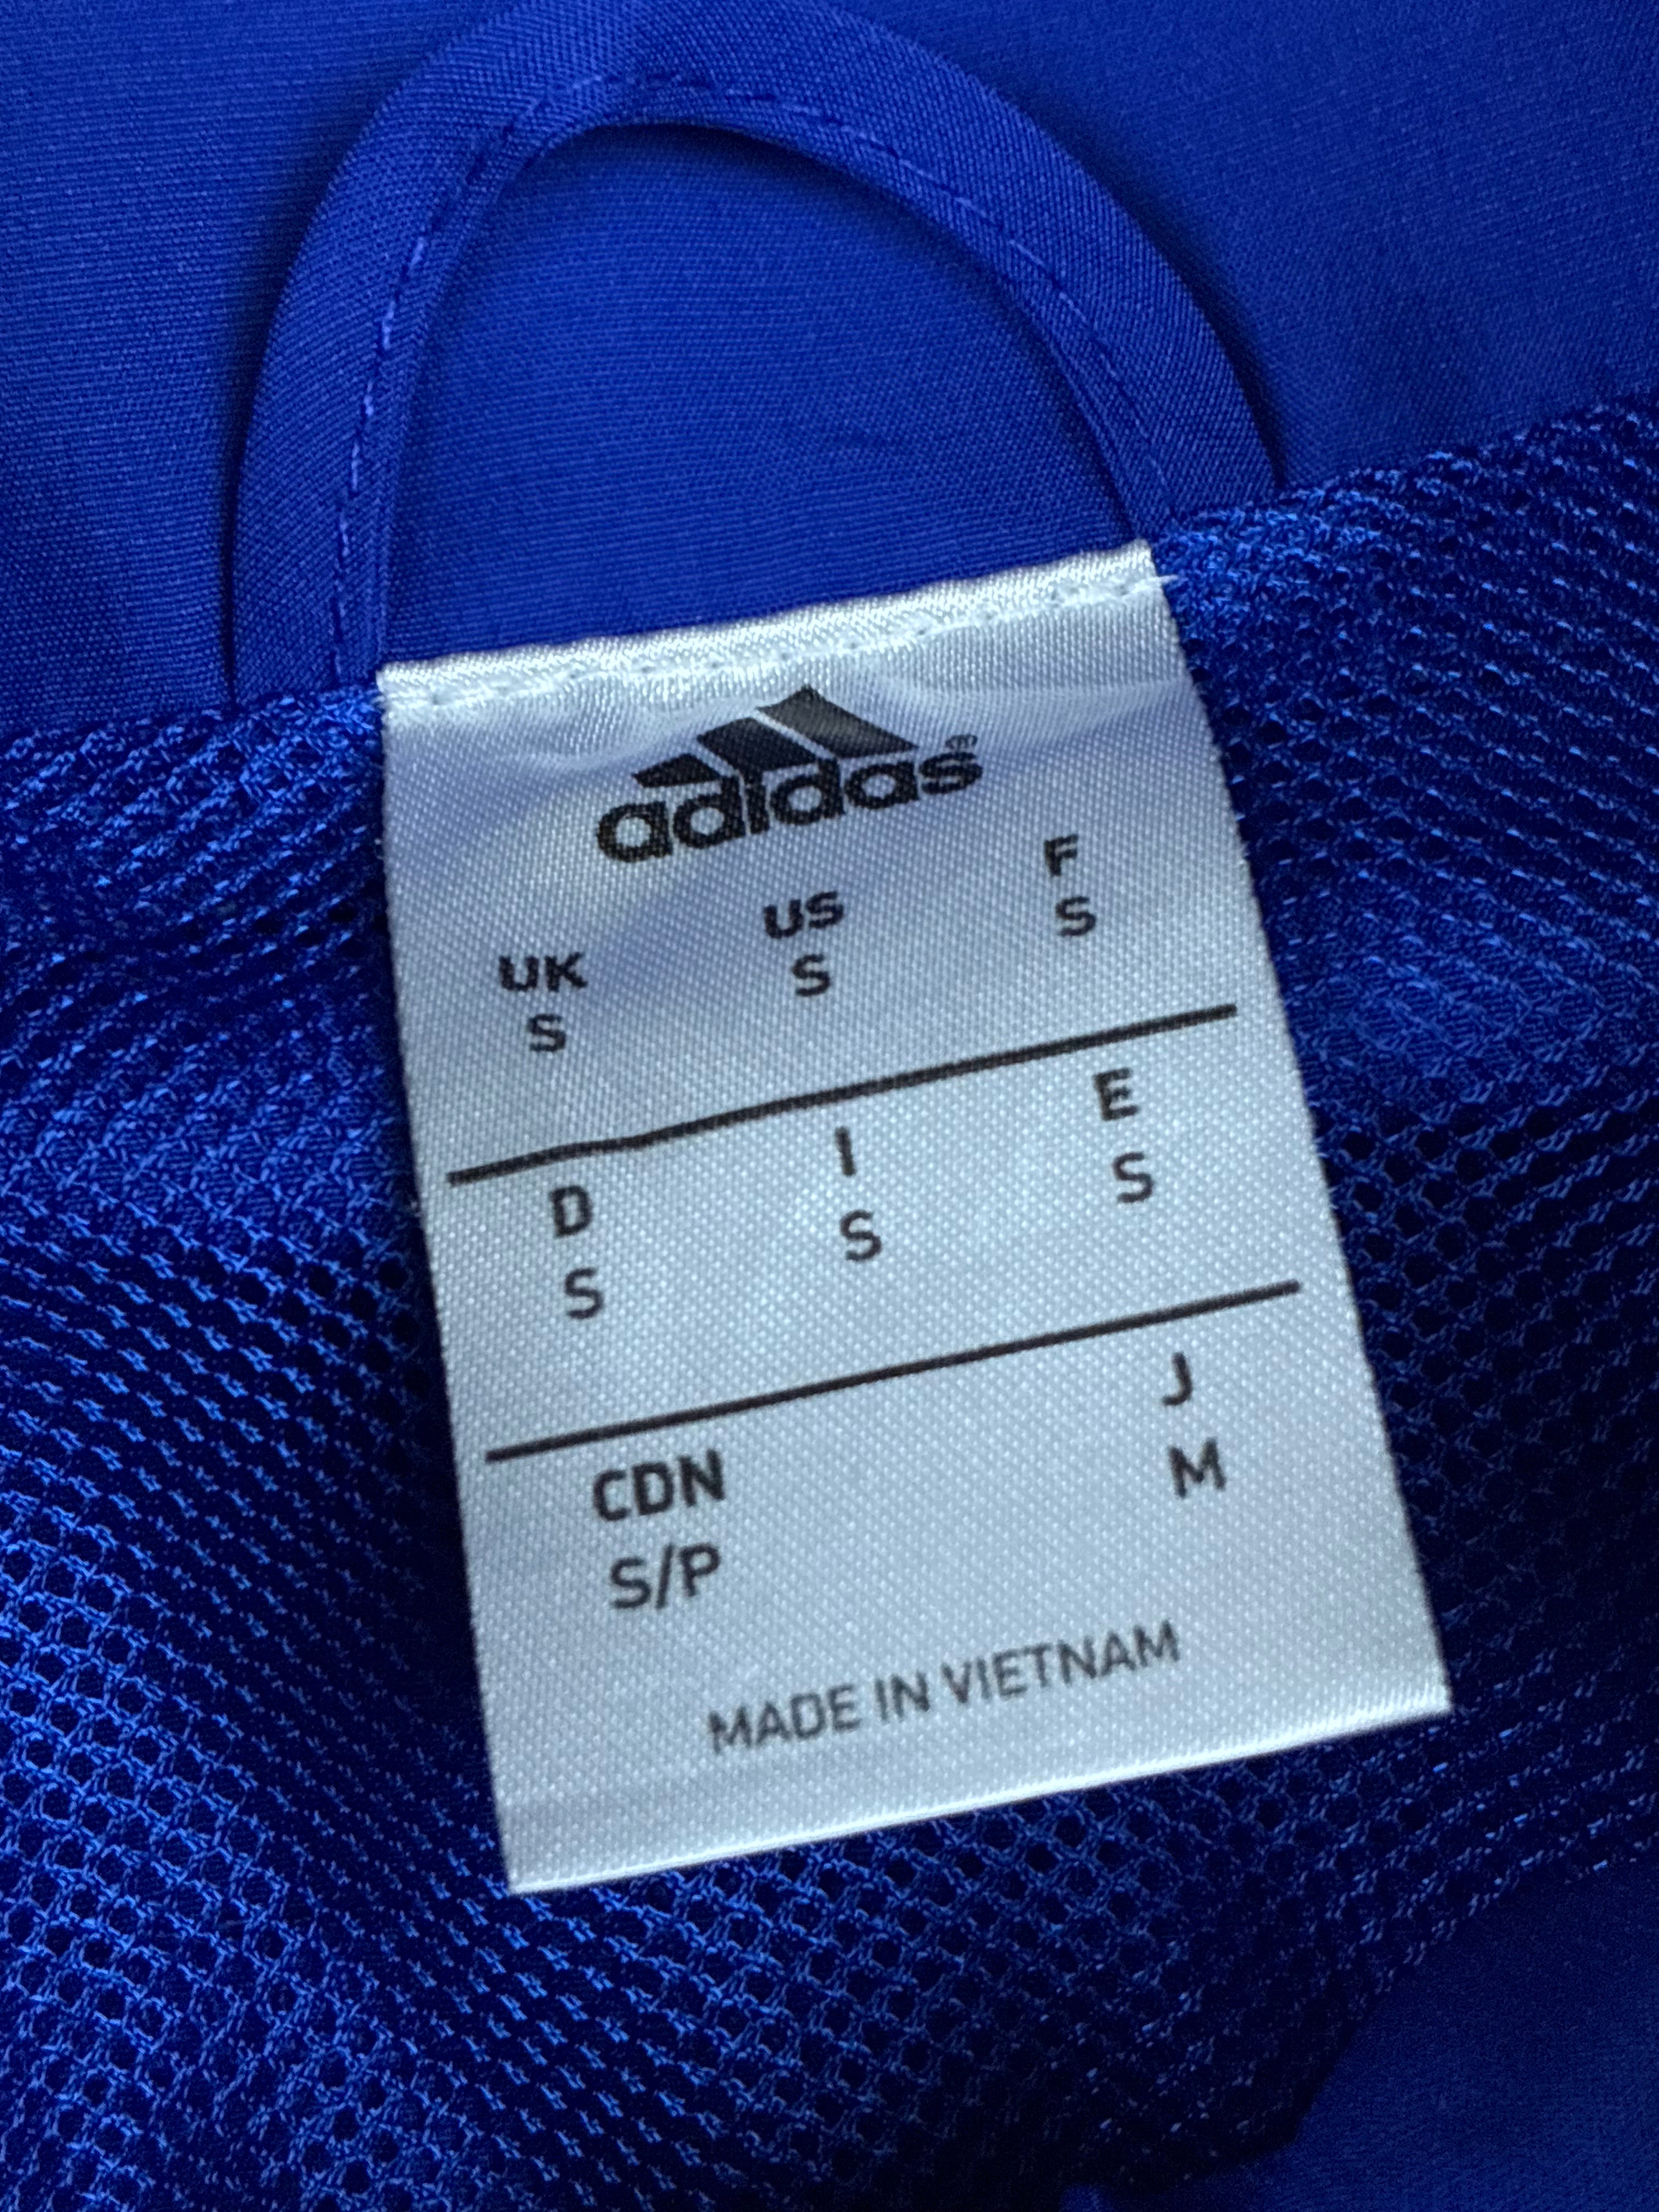 adidas®
UK US F
S S S
D I E
S S S
CDN J
S/P M
MADE IN VIETNAM